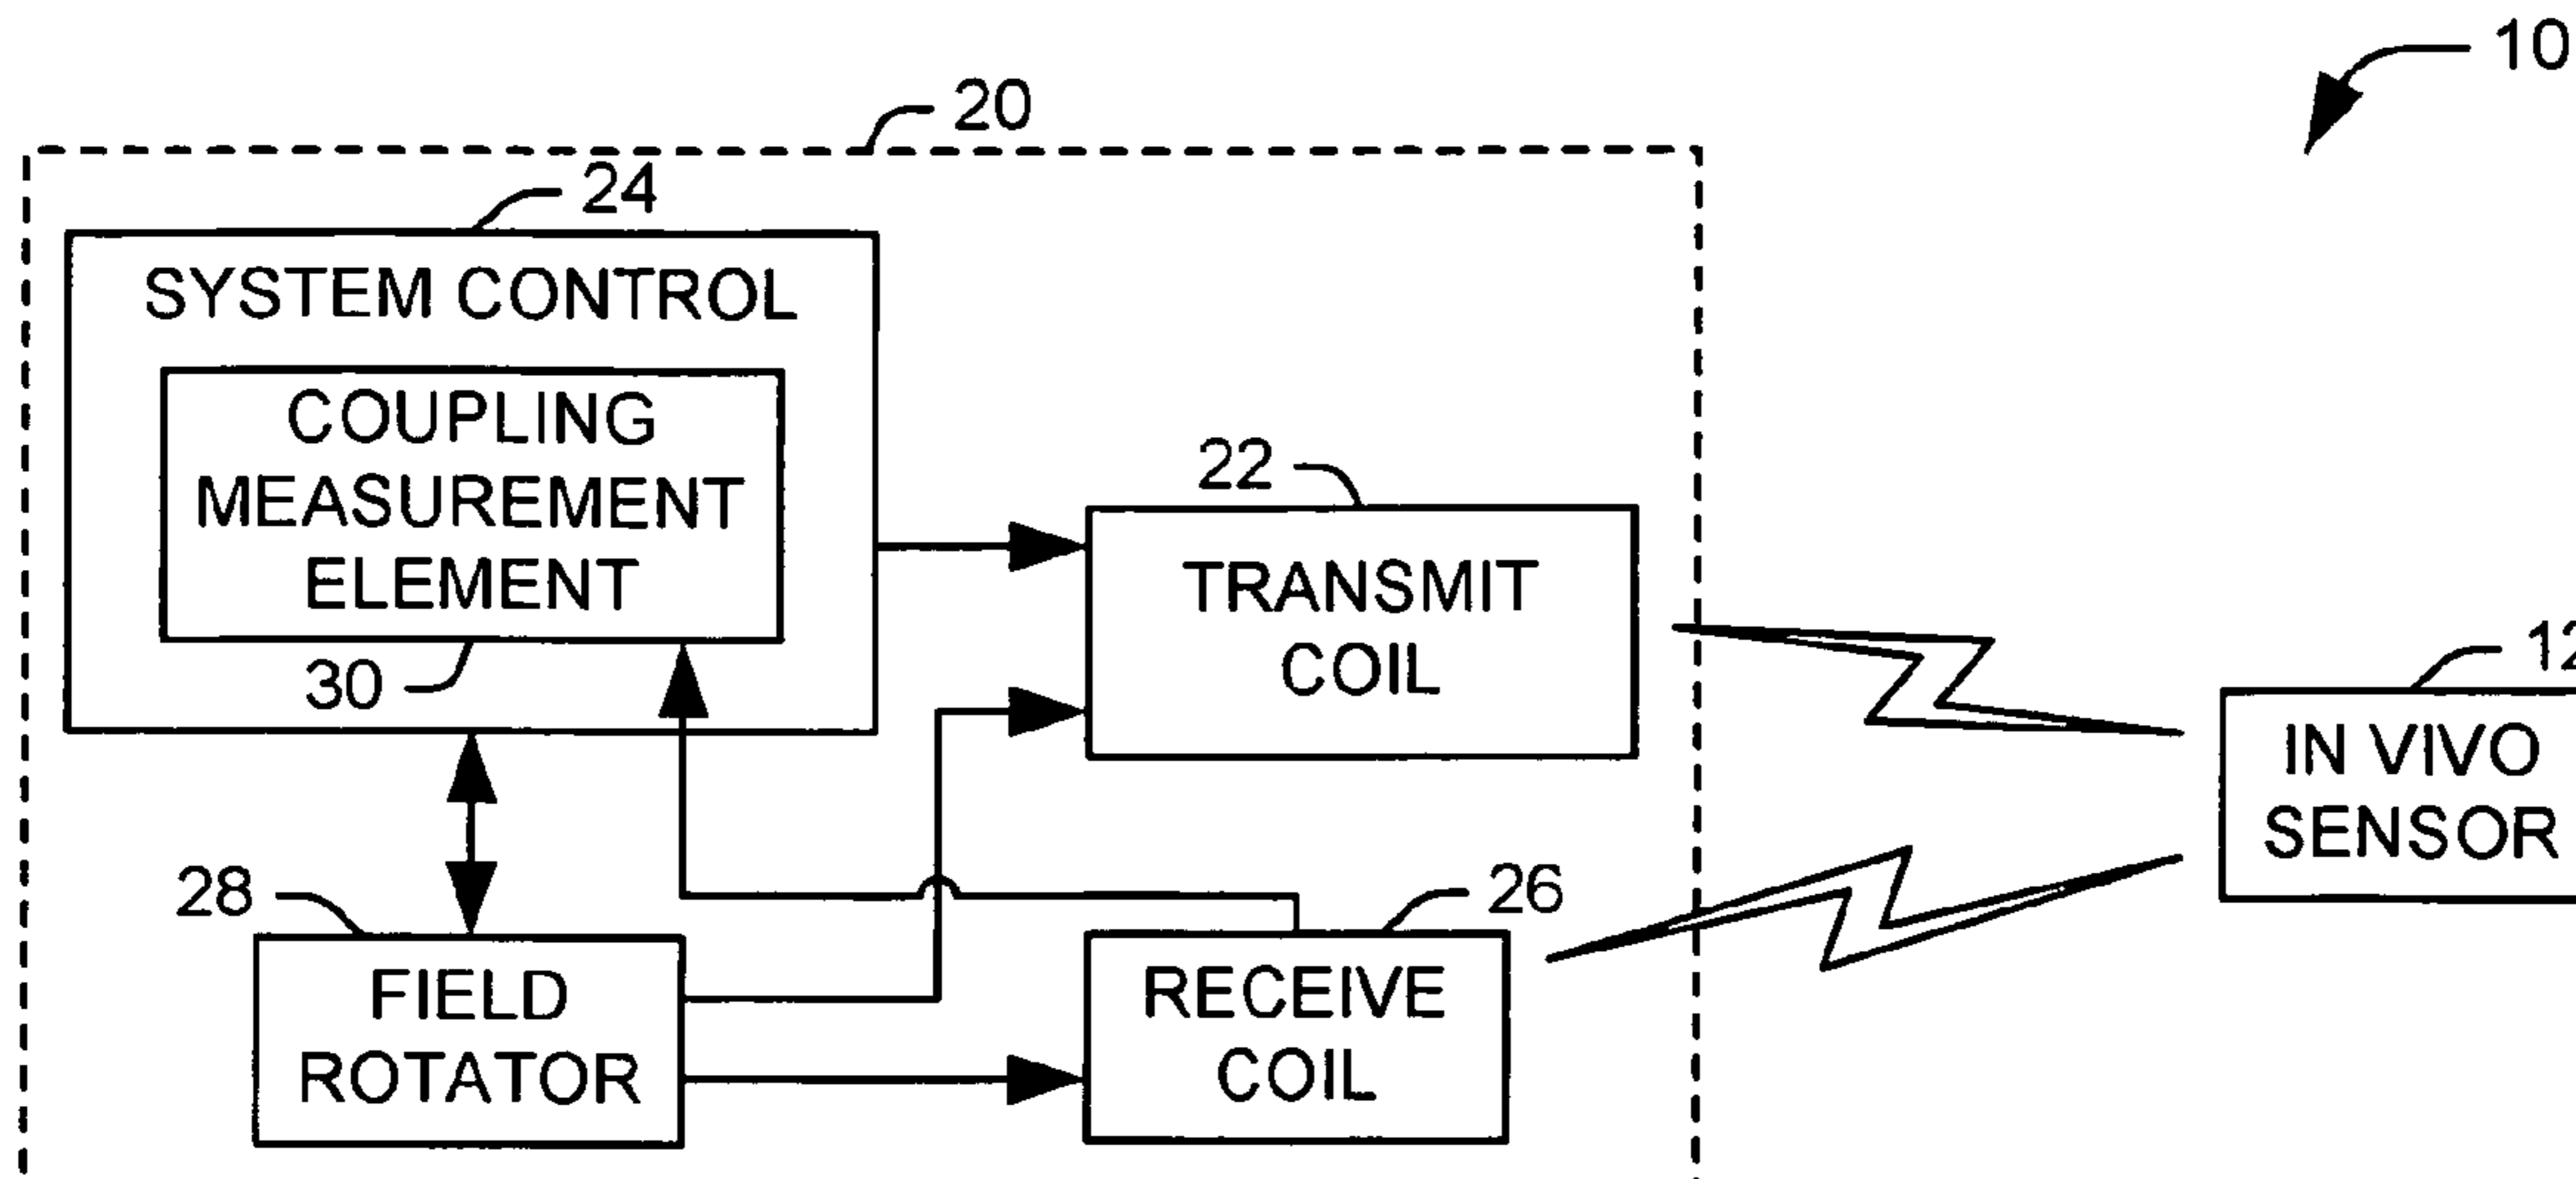 10
20
24
SYSTEM CONTROL
COUPLING
MEASUREMENT
ELEMENT
30
22
TRANSMIT
COIL
12
IN VIVO
SENSOR
28
FIELD
ROTATOR
26
RECEIVE
COIL